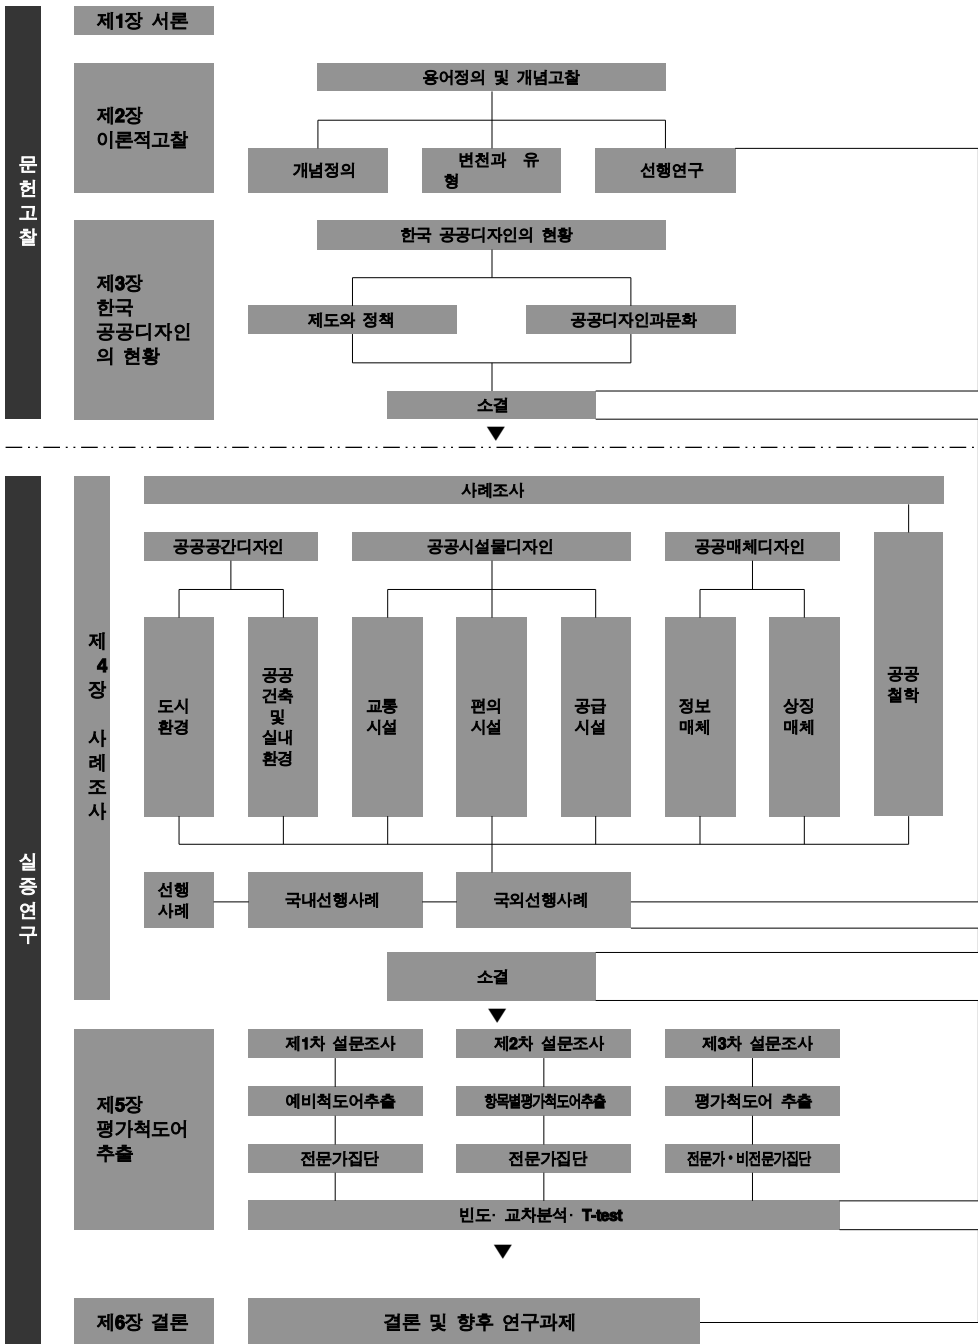 문헌고찰
제1장 서론
제2장
이론적고찰
용어정의 및 개념고찰
개념정의
변천과 유
형
선행연구
제3장
한국
공공디자인
의 현황
한국 공공디자인의 현황
제도와 정책
공공디자인과문화
소결
실증연구
제4장 사례조사
사례조사
공공공간디자인
공공시설물디자인
공공매체디자인
도시
환경
공공
건축
및
실내
환경
교통
시설
편의
시설
공급
시설
정보
매체
상징
매체
공공
철학
선행
사례
국내선행사례
국외선행사례
소결
제5장
평가척도어
추출
제1차 설문조사
제2차 설문조사
제3차 설문조사
예비척도어추출
항목별평가척도어추출
평가척도어 추출
전문가집단
전문가집단
전문가·비전문가집단
빈도· 교차분석· T-test
제6장 결론
결론 및 향후 연구과제